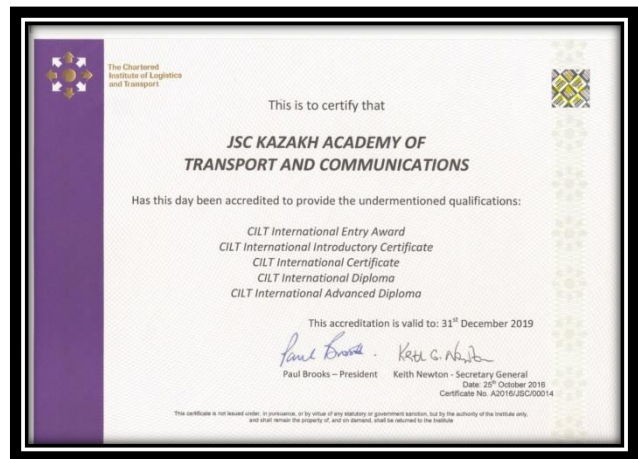 The Chartered
Institute of Logistics
and Transport
This is to certify that
JSC KAZAKH ACADEMY OF
TRANSPORT AND COMMUNICATIONS
Has this day been accredited to provide the undermentioned qualifications:
CILT International Entry Award
CILT International Introductory Certificate
CILT International Certificate
CILT International Diploma
CILT International Advanced Diploma
This accreditation is valid to: 31st December 2019
Paul Brooks. Keith G. Newton
Paul Brooks – President Keith Newton - Secretary General
Date: 25th October 2016
Certificate No. A2016/JSC/00014
This certificate is not issued under, in pursuance, or by virtue of any statutory or government sanction, but by the authority of the Institute only,
and shall remain the property of, and on demand, shall be returned to the Institute